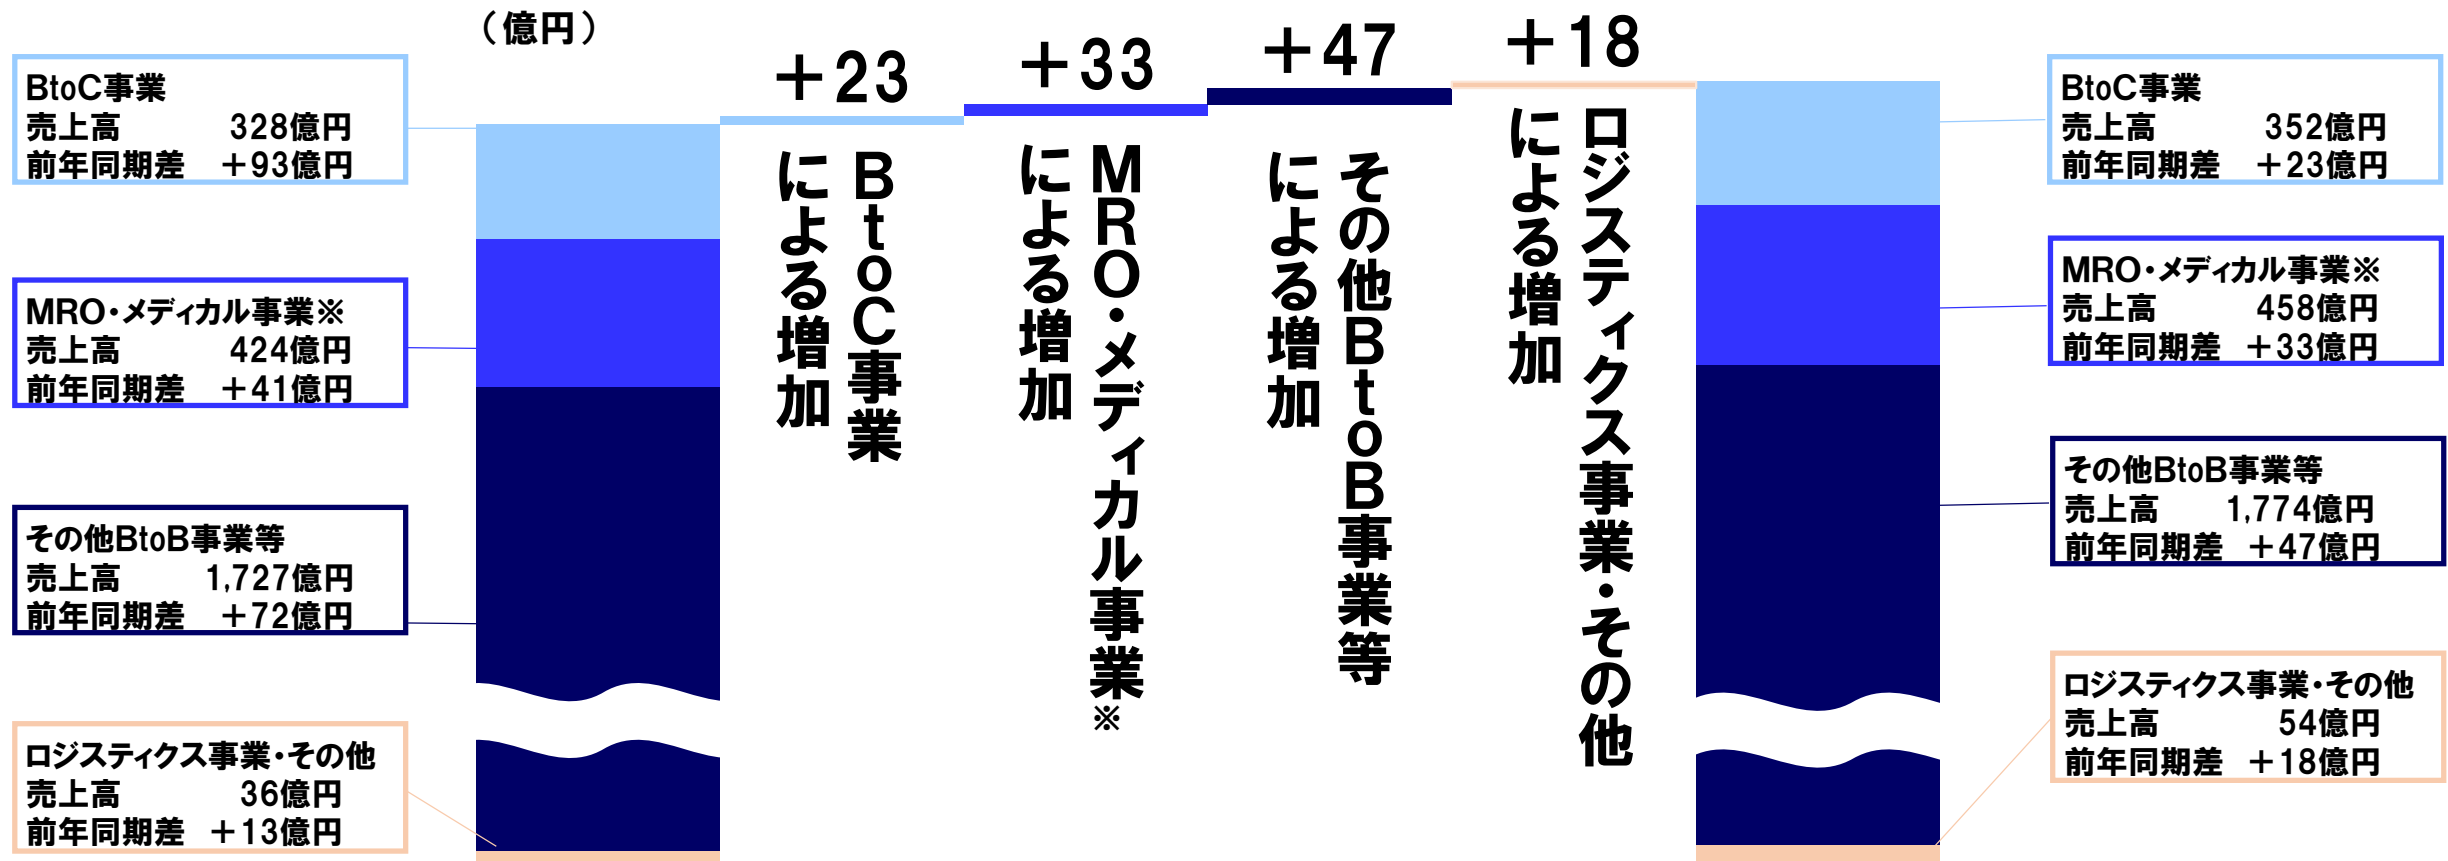 （億円）
BtoC事業
売上高 328億円
前年同期差 ＋93億円
MRO・メディカル事業※
売上高 424億円
前年同期差 ＋41億円
その他BtoB事業等
売上高 1,727億円
前年同期差 ＋72億円
ロジスティクス事業・その他
売上高 36億円
前年同期差 ＋13億円
＋23
BtoC事業
による増加
＋33
MRO・メディカル事業※
による増加
＋47
その他BtoB事業等
による増加
＋18
ロジスティクス事業・その他
による増加
BtoC事業
売上高 352億円
前年同期差 ＋23億円
MRO・メディカル事業※
売上高 458億円
前年同期差 ＋33億円
その他BtoB事業等
売上高 1,774億円
前年同期差 ＋47億円
ロジスティクス事業・その他
売上高 54億円
前年同期差 ＋18億円